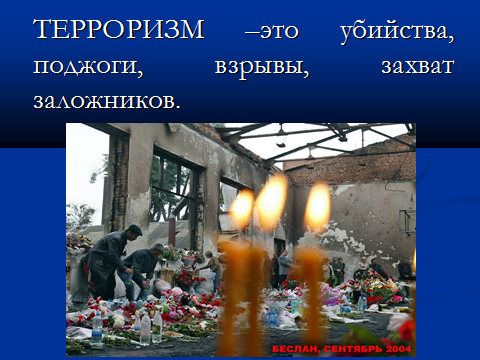 ТЕРРОРИЗМ –это убийства,
поджоги, взрывы, захват
заложников.
БЕСЛАН, СЕНТЯБРЬ 2004